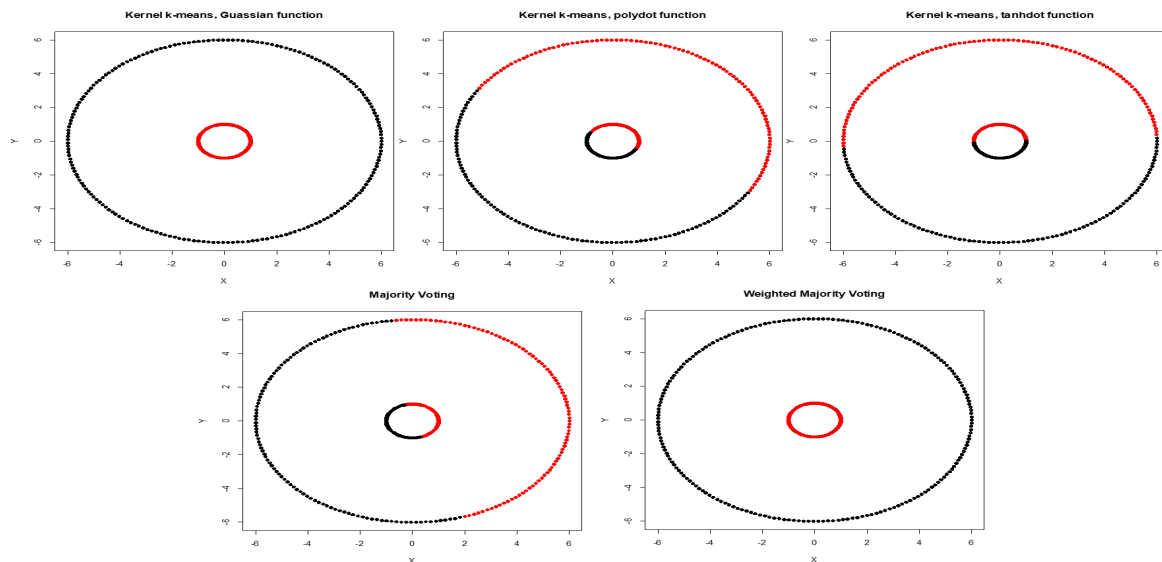 Kernel k-means, Guassian function
6
4
2
0
-2
-4
-6
Y
-6 -4 -2 0 2 4 6
X
Kernel k-means, polydot function
6
4
2
0
-2
-4
-6
Y
-6 -4 -2 0 2 4 6
X
Kernel k-means, tanhdot function
6
4
2
0
-2
-4
-6
Y
-6 -4 -2 0 2 4 6
X
Majority Voting
6
4
2
0
-2
-4
-6
Y
-6 -4 -2 0 2 4 6
X
Weighted Majority Voting
6
4
2
0
-2
-4
-6
Y
-6 -4 -2 0 2 4 6
X